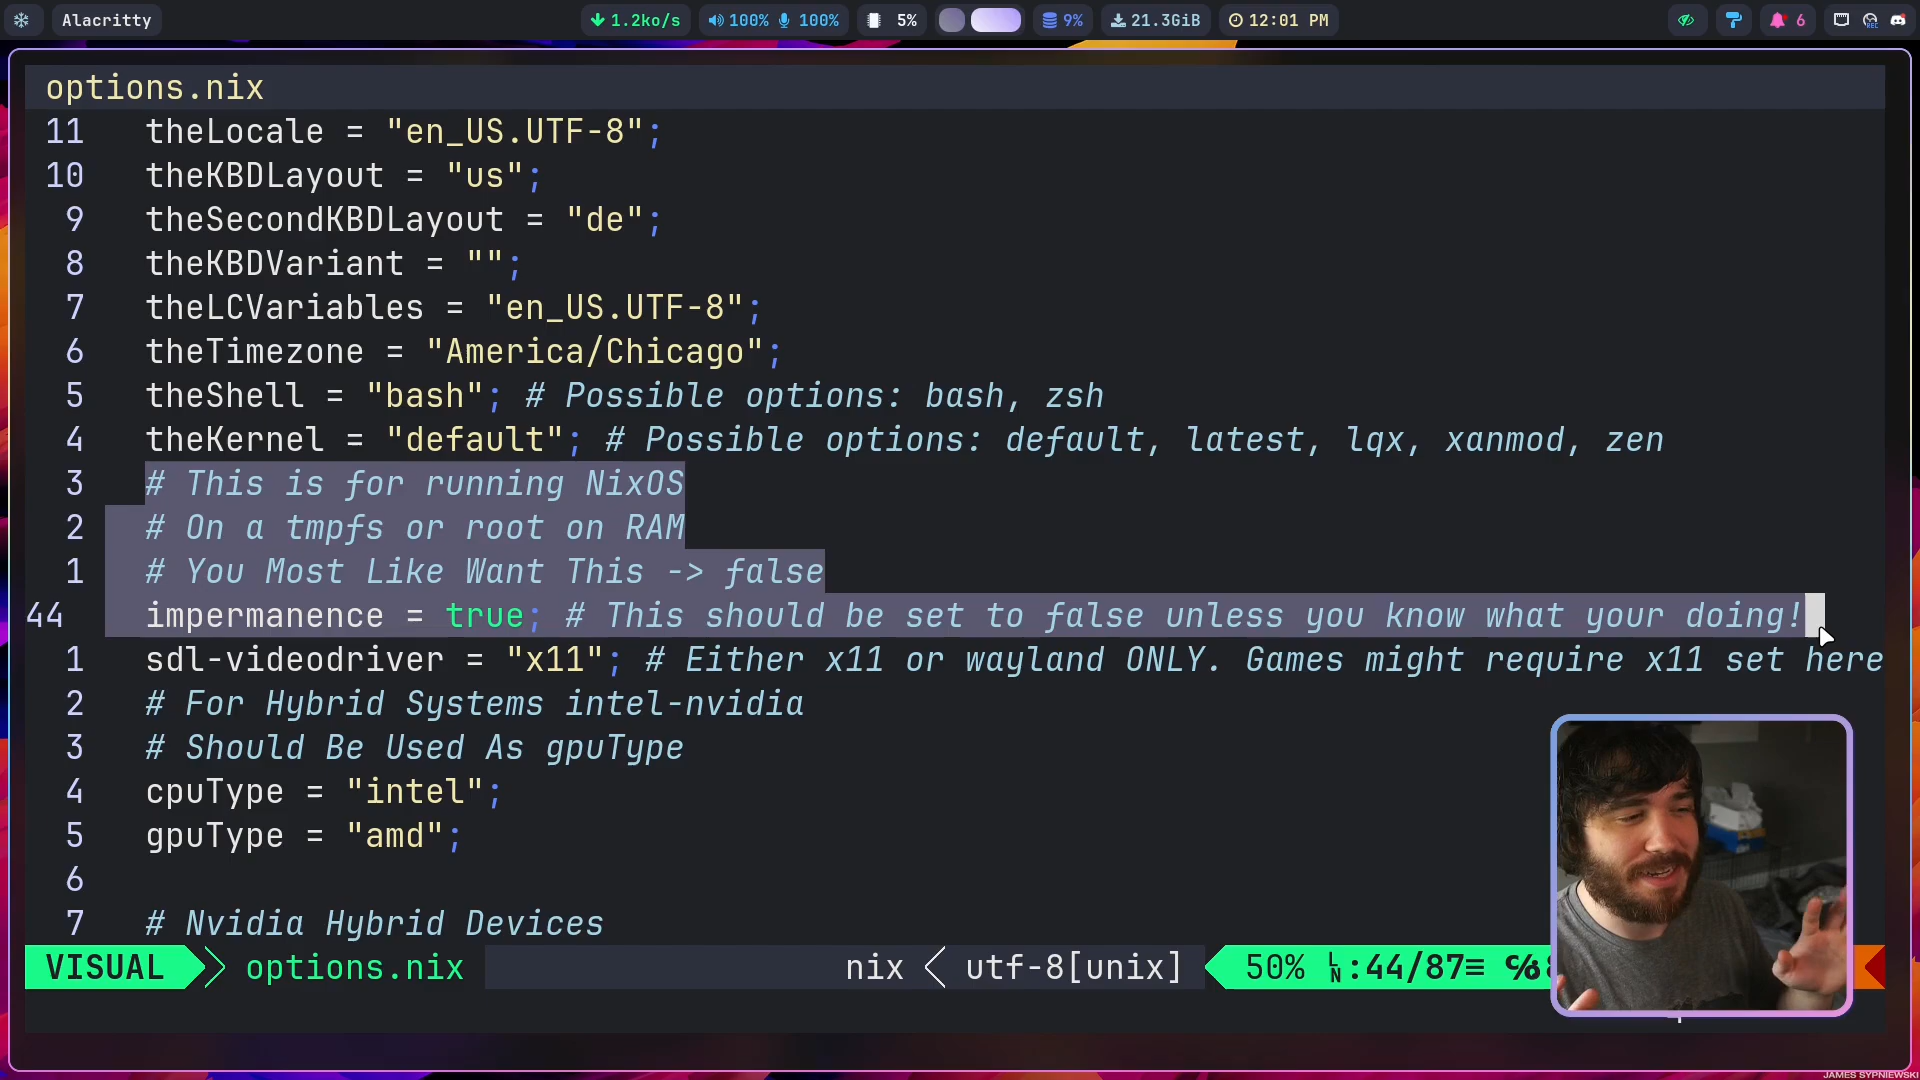 Alacritty
1.2ko/s
100% 100%
5%
9%
21.3GiB
12:01 PM
6
options.nix
11 theLocale = "en_US.UTF-8";
10 theKBDLayout = "us";
9 theSecondKBDLayout = "de";
8 theKBDVariant = "";
7 theLCVariables = "en_US.UTF-8";
6 theTimezone = "America/Chicago";
5 theShell = "bash"; # Possible options: bash, zsh
4 theKernel = "default"; # Possible options: default, latest, lqx, xanmod, zen
3 # This is for running NixOS
2 # On a tmpfs or root on RAM
1 # You Most Like Want This -> false
44 impermanence = true; # This should be set to false unless you know what your doing!
1 sdl-videodriver = "x11"; # Either x11 or wayland ONLY. Games might require x11 set here
2 # For Hybrid Systems intel-nvidia
3 # Should Be Used As gpuType
4 cpuType = "intel";
5 gpuType = "amd";
6
7 # Nvidia Hybrid Devices
VISUAL options.nix nix utf-8[unix] 50% LN:44/87≡ ℅:8
JAMES SYPNIEWSKI